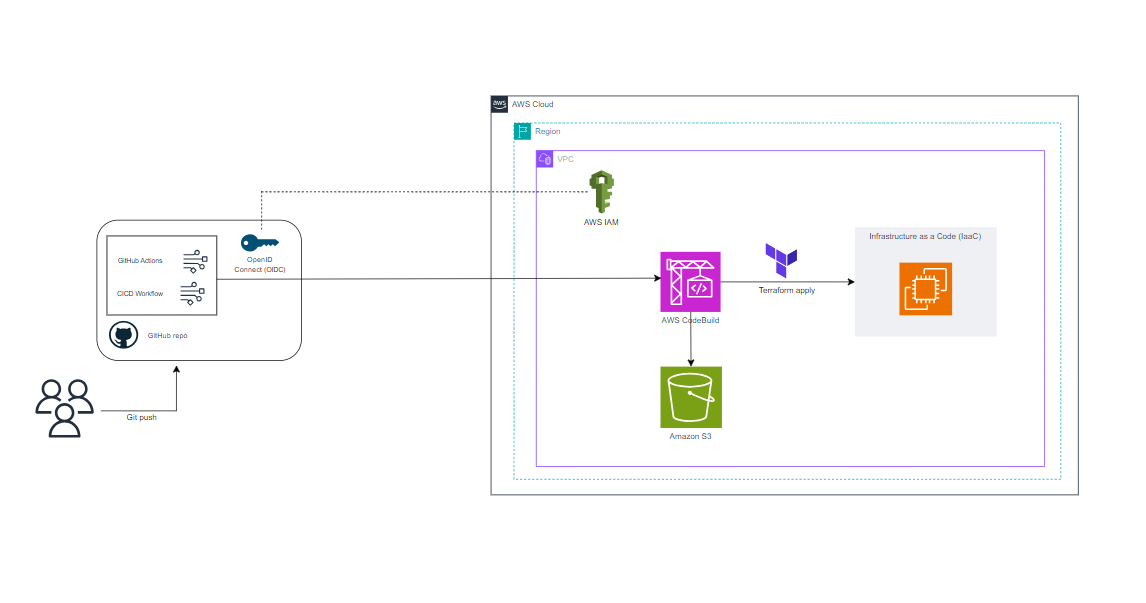 aws
AWS Cloud
Region
VPC
AWS IAM
GitHub Actions
OpenID
Connect (OIDC)
CICD Workflow
GitHub repo
Git push
AWS CodeBuild
Terraform apply
Infrastructure as a Code (IaaC)
Amazon S3